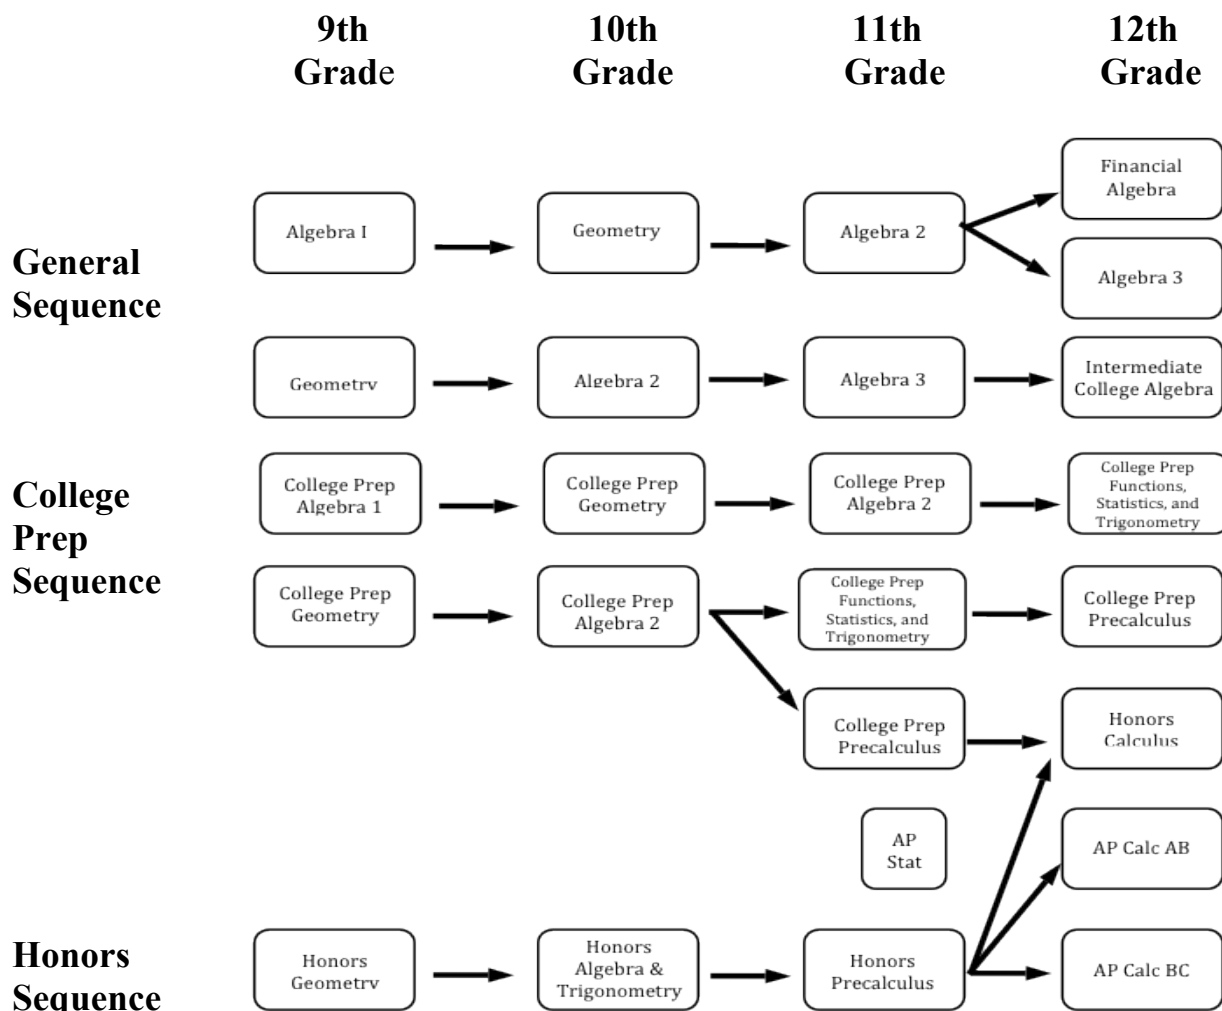 9th
Grade
10th
Grade
11th
Grade
12th
Grade
General
Sequence
Algebra I
Geometry
Algebra 2
Financial
Algebra
Algebra 3
Geometry
Algebra 2
Algebra 3
Intermediate
College Algebra
College
Prep
Sequence
College Prep
Algebra 1
College Prep
Geometry
College Prep
Algebra 2
College Prep
Functions,
Statistics, and
Trigonometry
College Prep
Geometry
College Prep
Algebra 2
College Prep
Functions,
Statistics, and
Trigonometry
College Prep
Precalculus
College Prep
Precalculus
Honors
Calculus
AP
Stat
AP Calc AB
Honors
Sequence
Honors
Geometry
Honors
Algebra &
Trigonometry
Honors
Precalculus
AP Calc BC